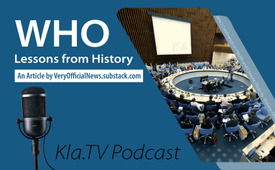 WHO
Lessons from History
An Article by VeryOfficialNews.substack.com
Kla.TV Podcast